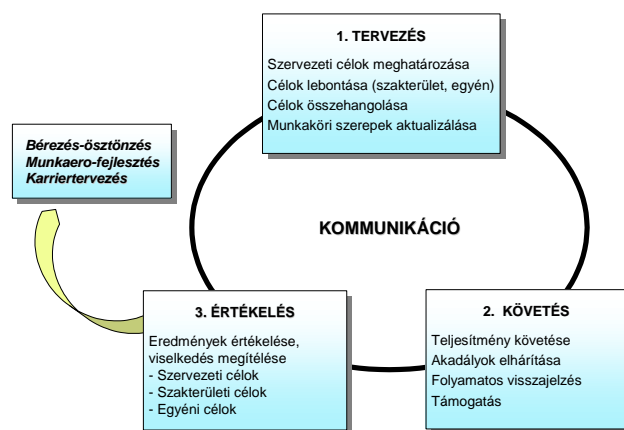 1. TERVEZÉS
Szervezeti célok meghatározása
Célok lebontása (szakterület, egyén)
Célok összehangolása
Munkaköri szerepek aktualizálása
Bérezés-ösztönzés
Munkaero-fejlesztés
Karriertervezés
KOMMUNIKÁCIÓ
3. ÉRTÉKELÉS
Eredmények értékelése,
viselkedés megítélése
- Szervezeti célok
- Szakterületi célok
- Egyéni célok
2. KÖVETÉS
Teljesítmény követése
Akadályok elhárítása
Folyamatos visszajelzés
Támogatás